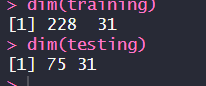 > dim(training)
[1] 228  31
> dim(testing)
[1] 75 31
>